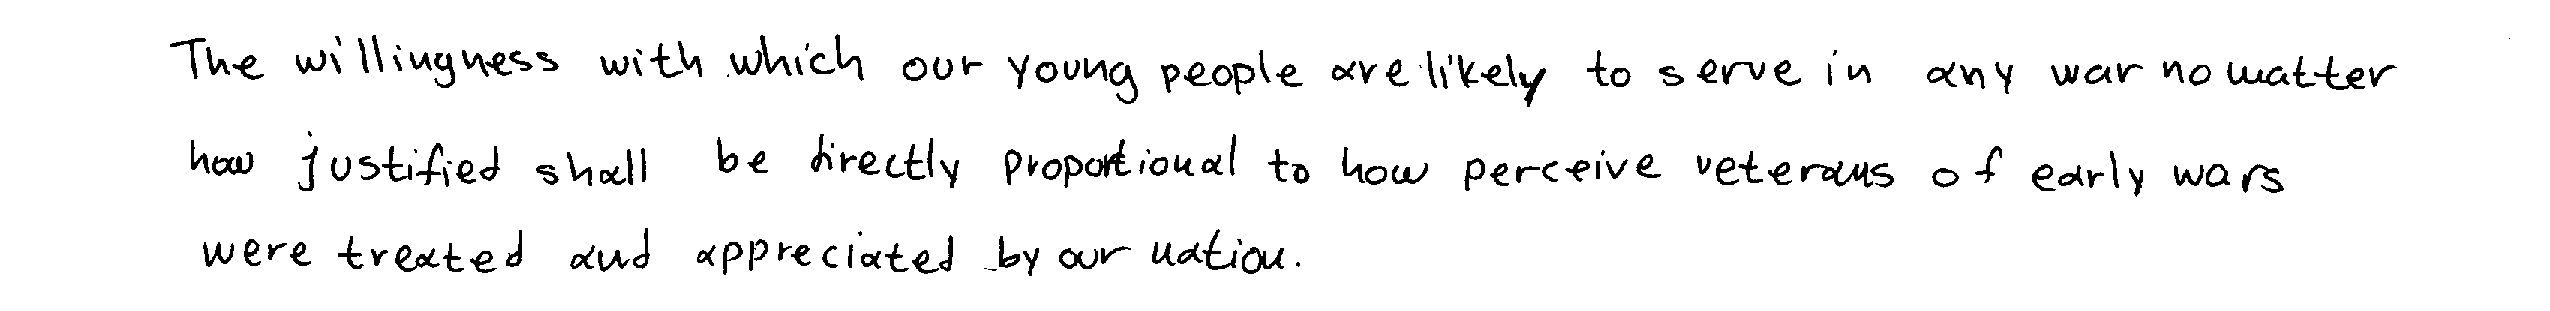 The willingness with which our young people are likely to serve in any war no matter
how justified shall be directly proportional to how perceive veterans of early wars
were treated and appreciated by our nation.